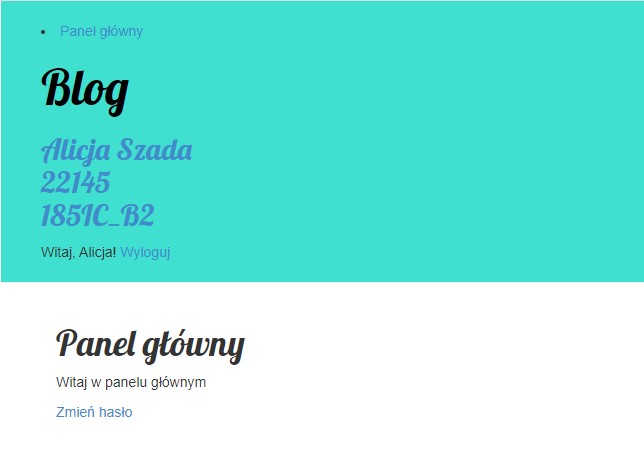 Panel główny
Blog
Alicja Szada
22145
185IC_B2
Witaj, Alicja! Wyloguj
Panel główny
Witaj w panelu głównym
Zmień hasło